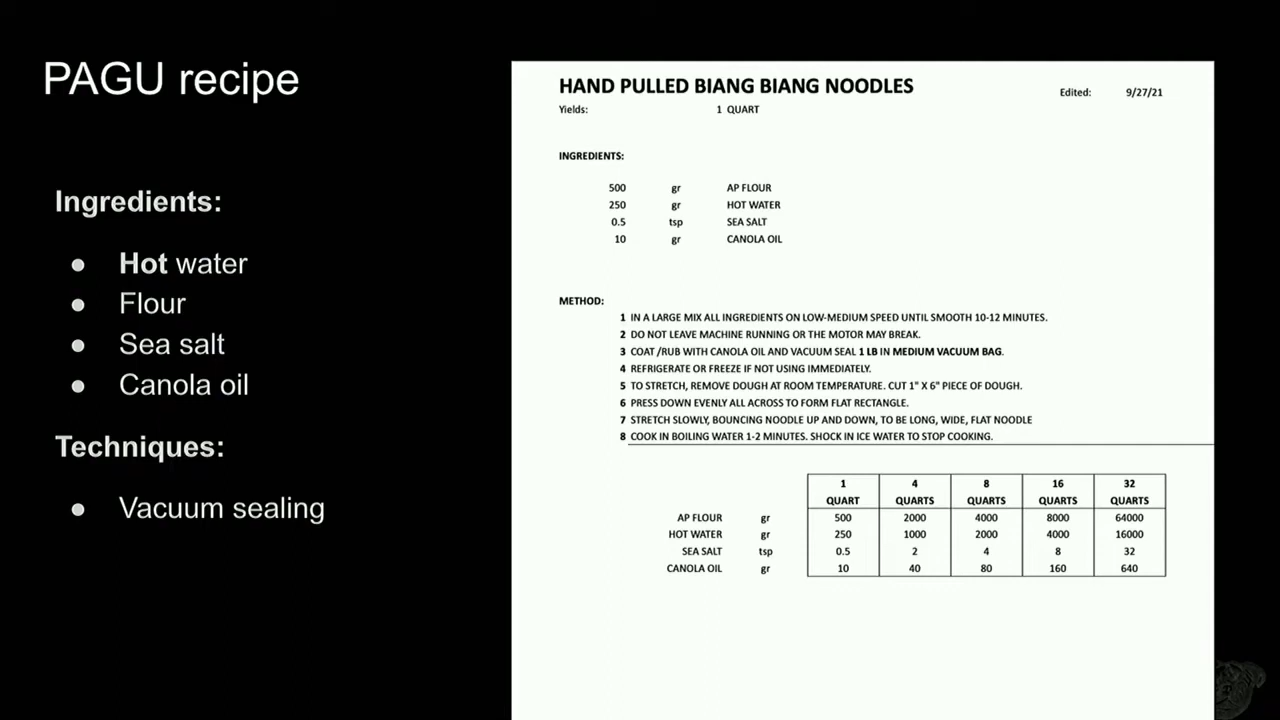 PAGU recipe
Ingredients:
● Hot water
● Flour
● Sea salt
● Canola oil
Techniques:
● Vacuum sealing
HAND PULLED BIANG BIANG NOODLES
Edited: 9/27/21
Yields: 1 QUART
INGREDIENTS:
500 gr AP FLOUR
250 gr HOT WATER
0.5 tsp SEA SALT
10 gr CANOLA OIL
METHOD:
1 IN A LARGE MIX ALL INGREDIENTS ON LOW-MEDIUM SPEED UNTIL SMOOTH 10-12 MINUTES.
2 DO NOT LEAVE MACHINE RUNNING OR THE MOTOR MAY BREAK.
3 COAT /RUB WITH CANOLA OIL AND VACUUM SEAL 1 LB IN MEDIUM VACUUM BAG.
4 REFRIGERATE OR FREEZE IF NOT USING IMMEDIATELY.
5 TO STRETCH, REMOVE DOUGH AT ROOM TEMPERATURE. CUT 1" X 6" PIECE OF DOUGH.
6 PRESS DOWN EVENLY ALL ACROSS TO FORM FLAT RECTANGLE.
7 STRETCH SLOWLY, BOUNCING NOODLE UP AND DOWN, TO BE LONG, WIDE, FLAT NOODLE
8 COOK IN BOILING WATER 1-2 MINUTES. SHOCK IN ICE WATER TO STOP COOKING.
1 4 8 16 32
QUART QUARTS QUARTS QUARTS QUARTS
AP FLOUR gr 500 2000 4000 8000 64000
HOT WATER gr 250 1000 2000 4000 16000
SEA SALT tsp 0.5 2 4 8 32
CANOLA OIL gr 10 40 80 160 640